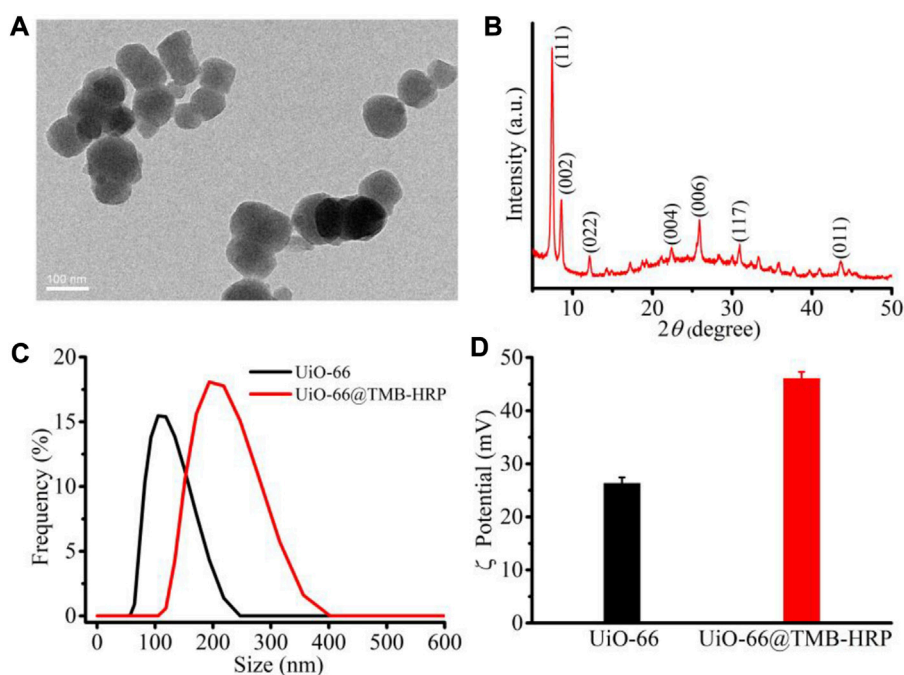 A
100 nm
B
Intensity (a.u.)
(111)
(002)
(022)
(004)
(006)
(117)
(011)
10 20 30 40 50
2θ (degree)
C
Frequency (%)
20
15
10
5
0
UiO-66
UiO-66@TMB-HRP
0 100 200 300 400 500 600
Size (nm)
D
ζ Potential (mV)
50
40
30
20
10
0
UiO-66 UiO-66@TMB-HRP